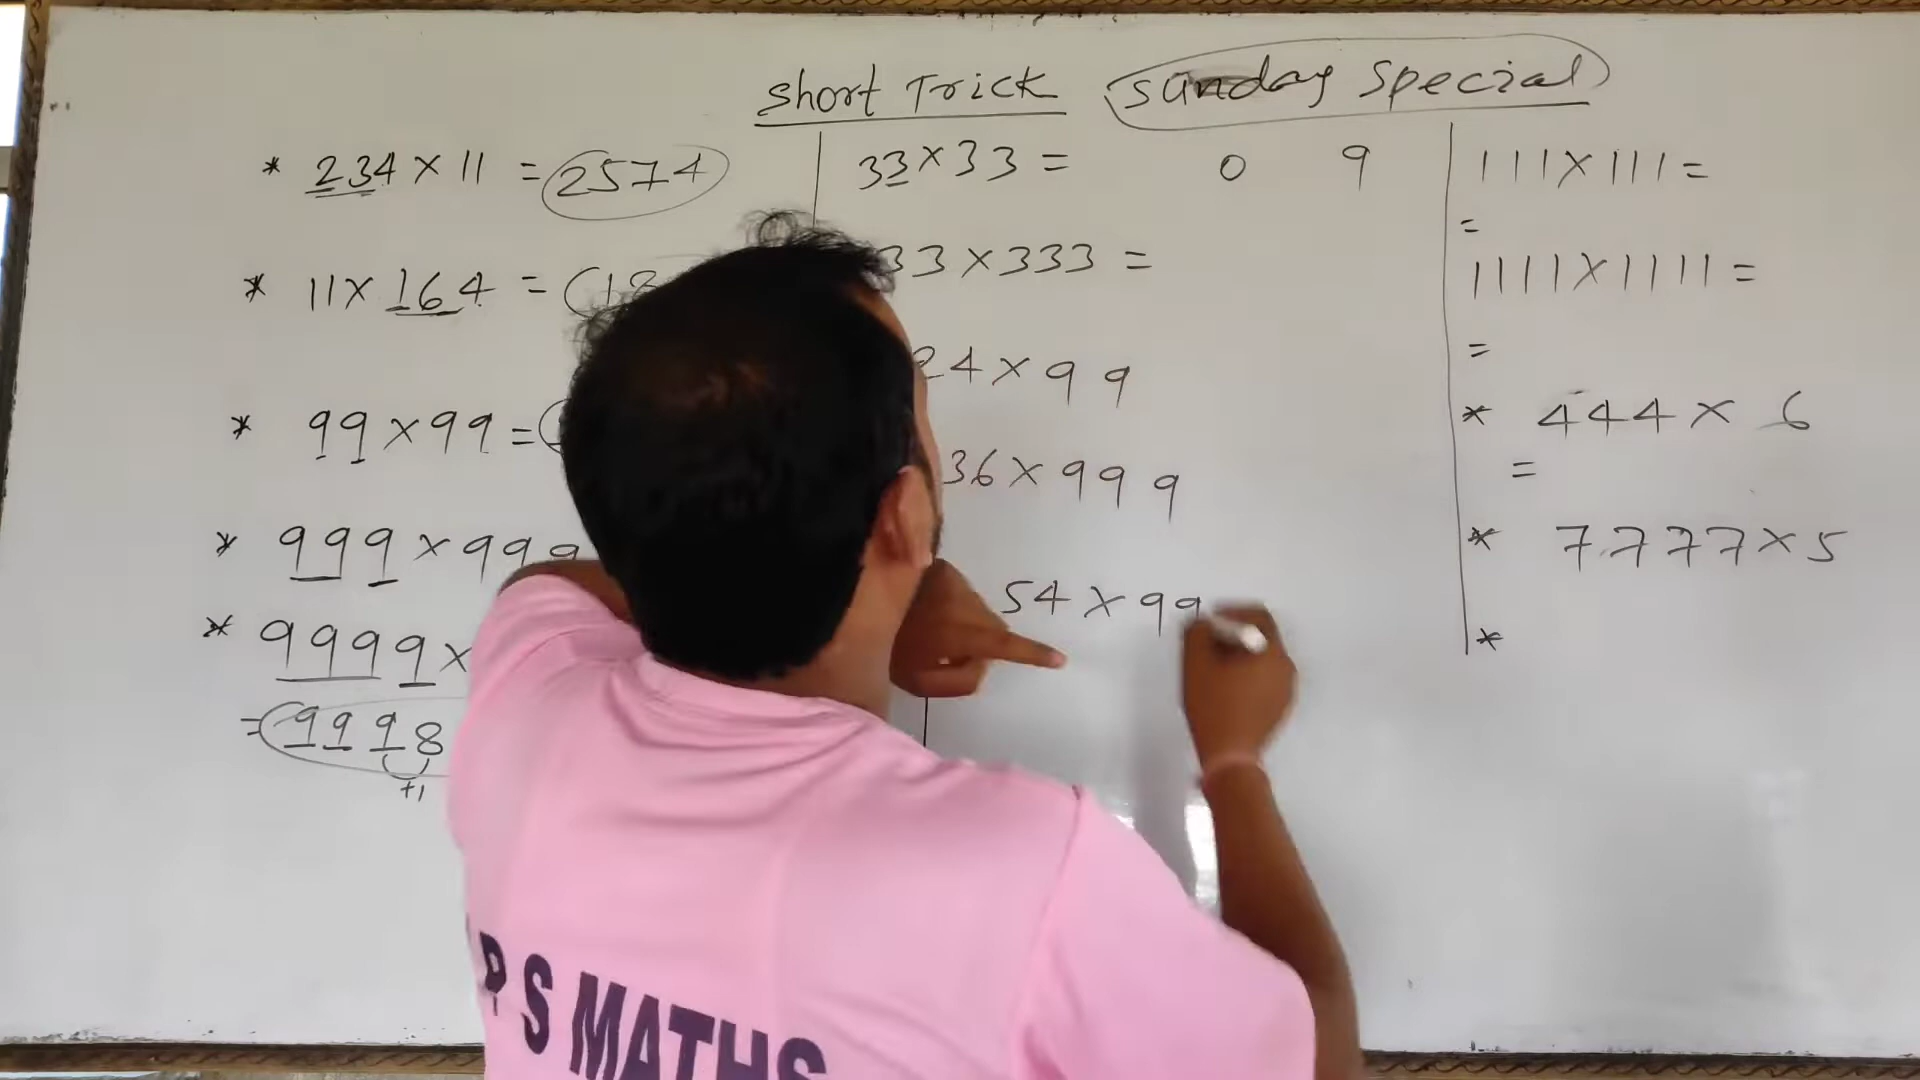 short Trick Sunday Special
* 234 × 11 = 2574
* 11 × 164 = 18
* 99 × 99 =
* 999 × 999
* 9999 ×
= 9998
+1
33 × 33 = 0 9
33 × 333 =
24 × 99
36 × 999
54 × 99
111 × 111 =
=
1111 × 1111 =
=
* 444 × 6
=
* 7777 × 5
*
P S MATHS